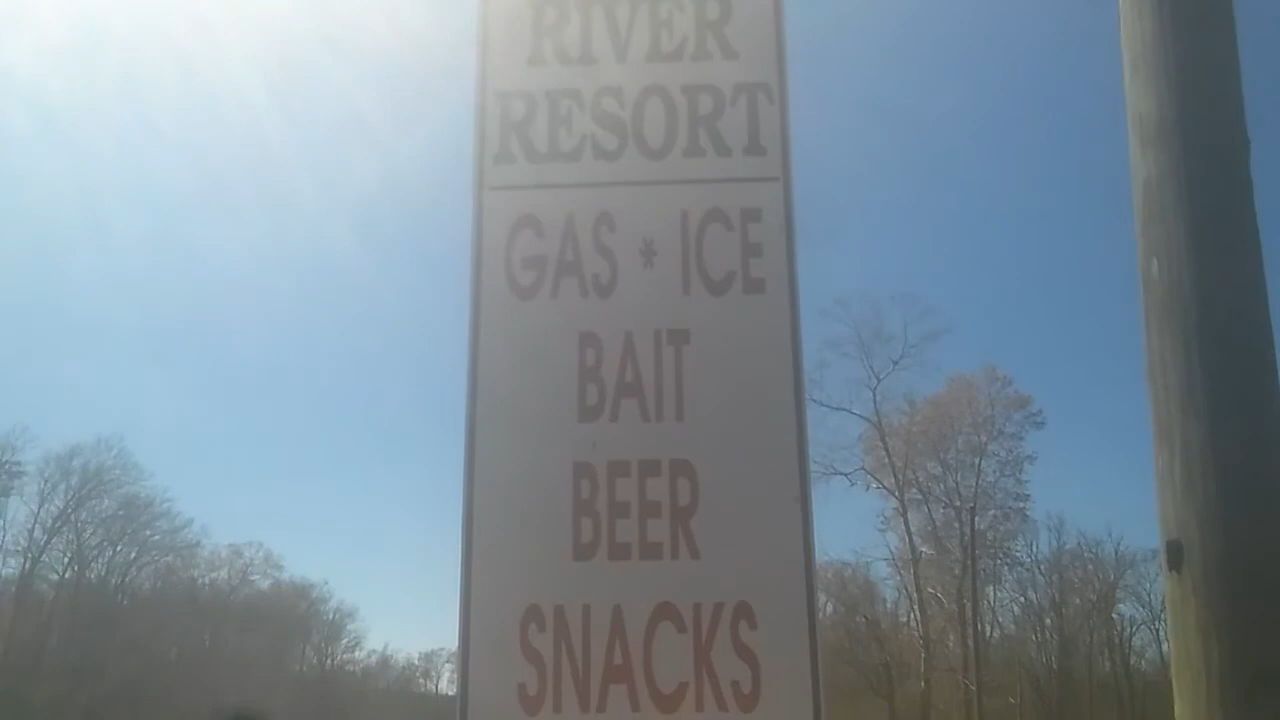 RIVER
RESORT
GAS * ICE
BAIT
BEER
SNACKS